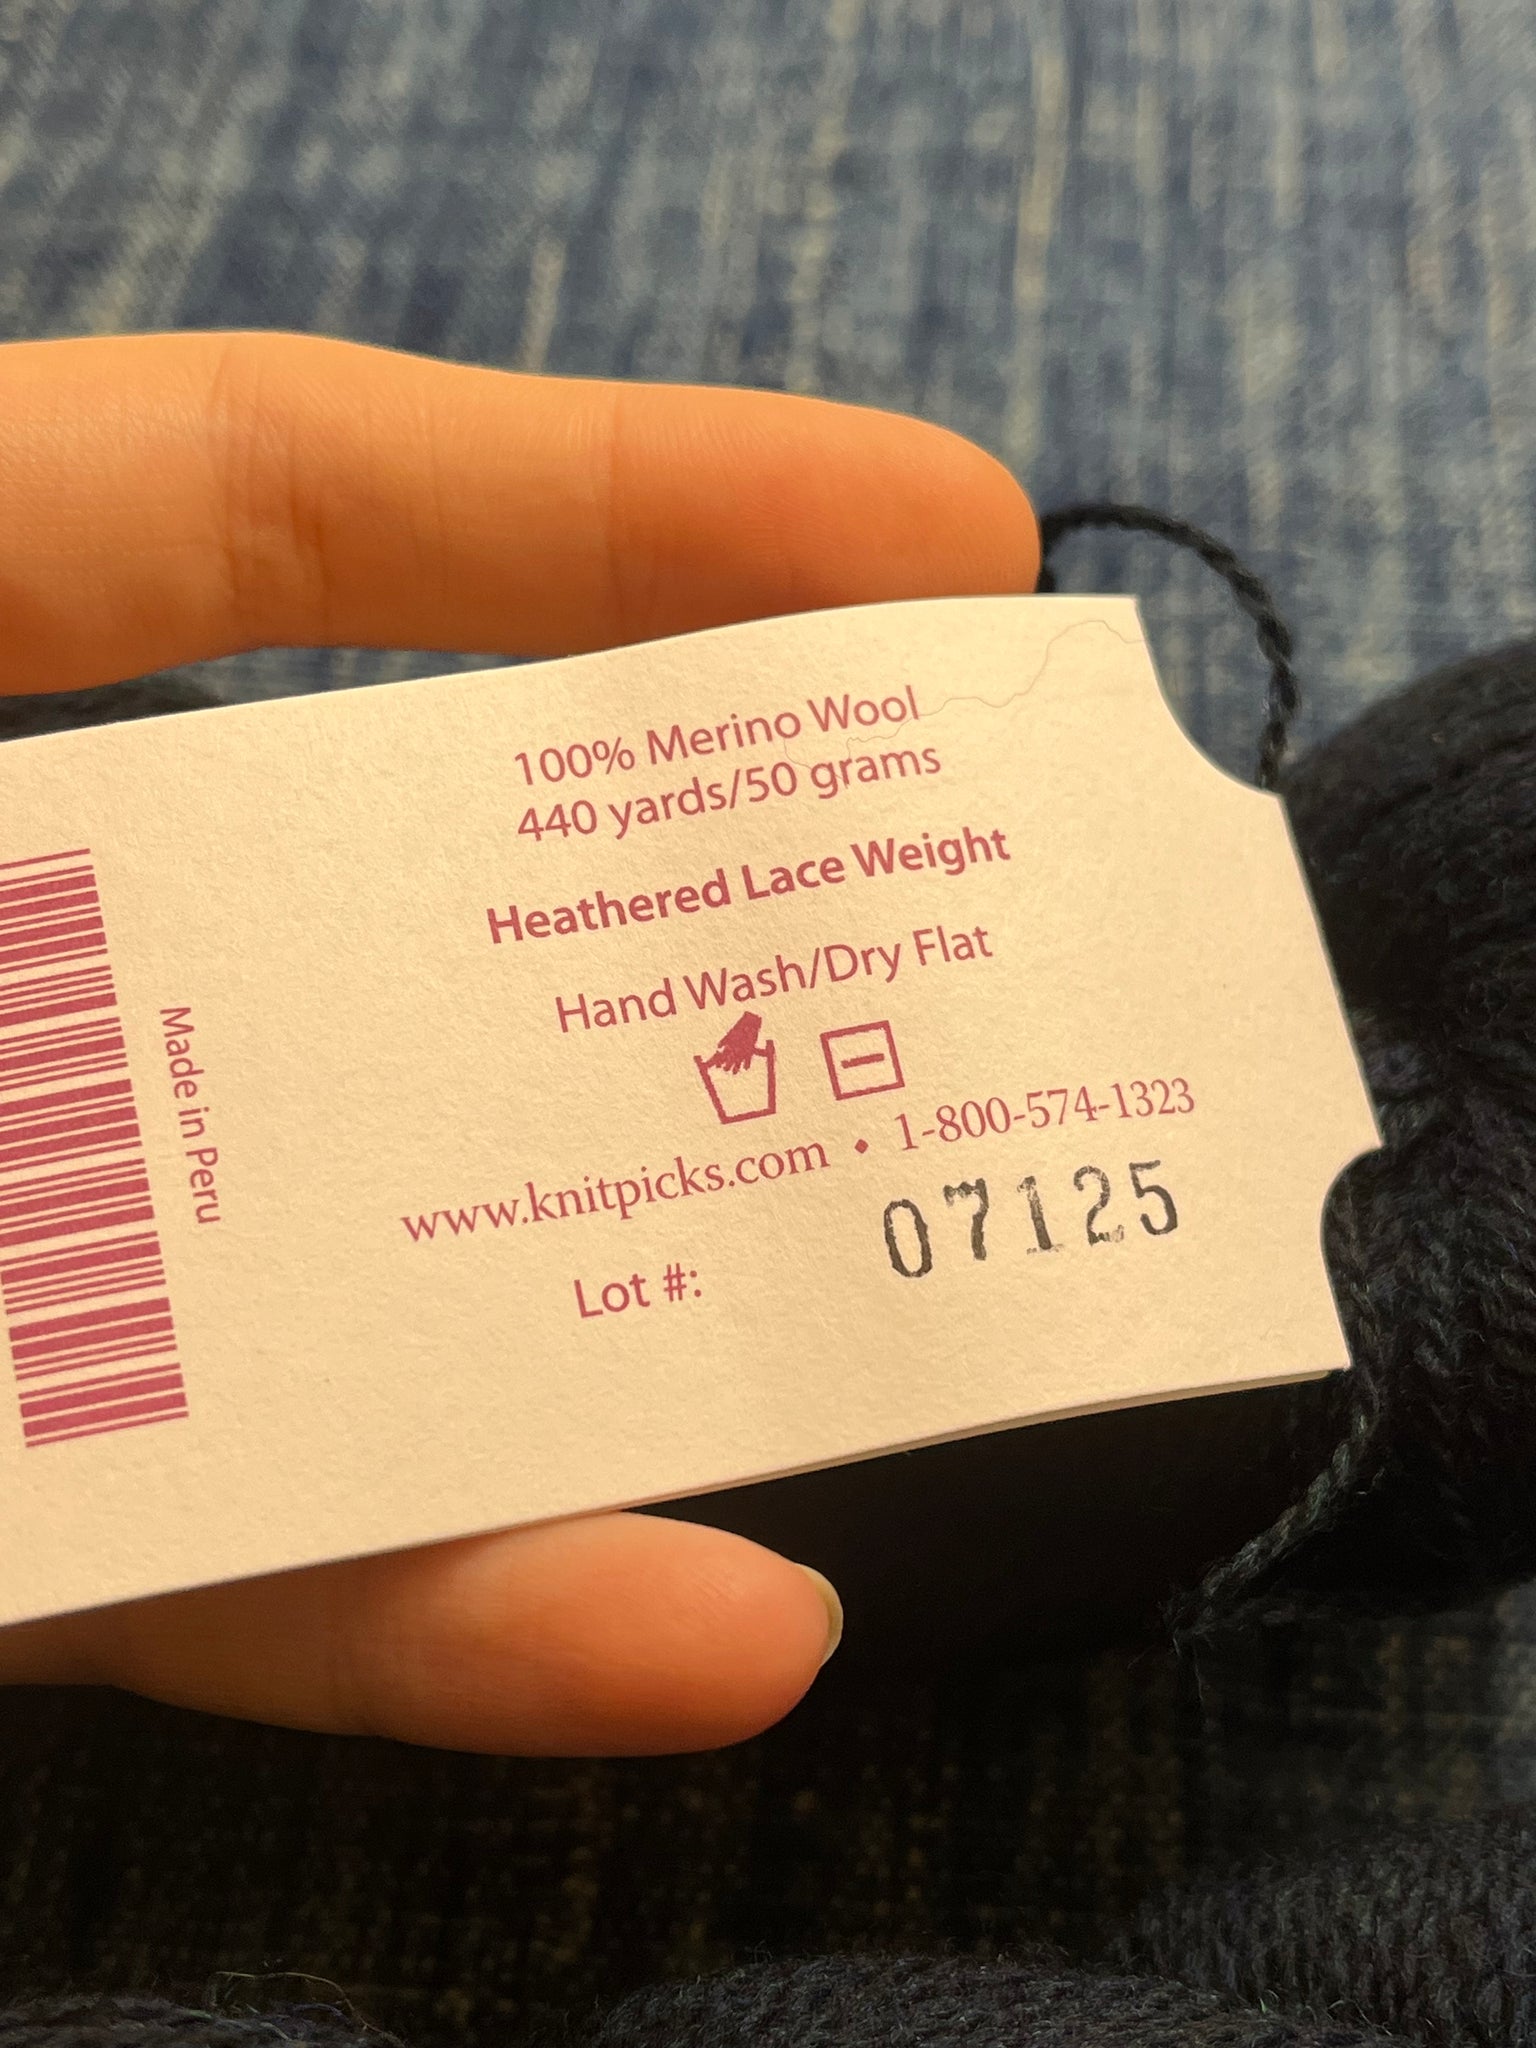 100% Merino Wool
440 yards/50 grams
Heathered Lace Weight
Hand Wash/Dry Flat
www.knitpicks.com • 1-800-574-1323
Lot #: 07125
Made in Peru